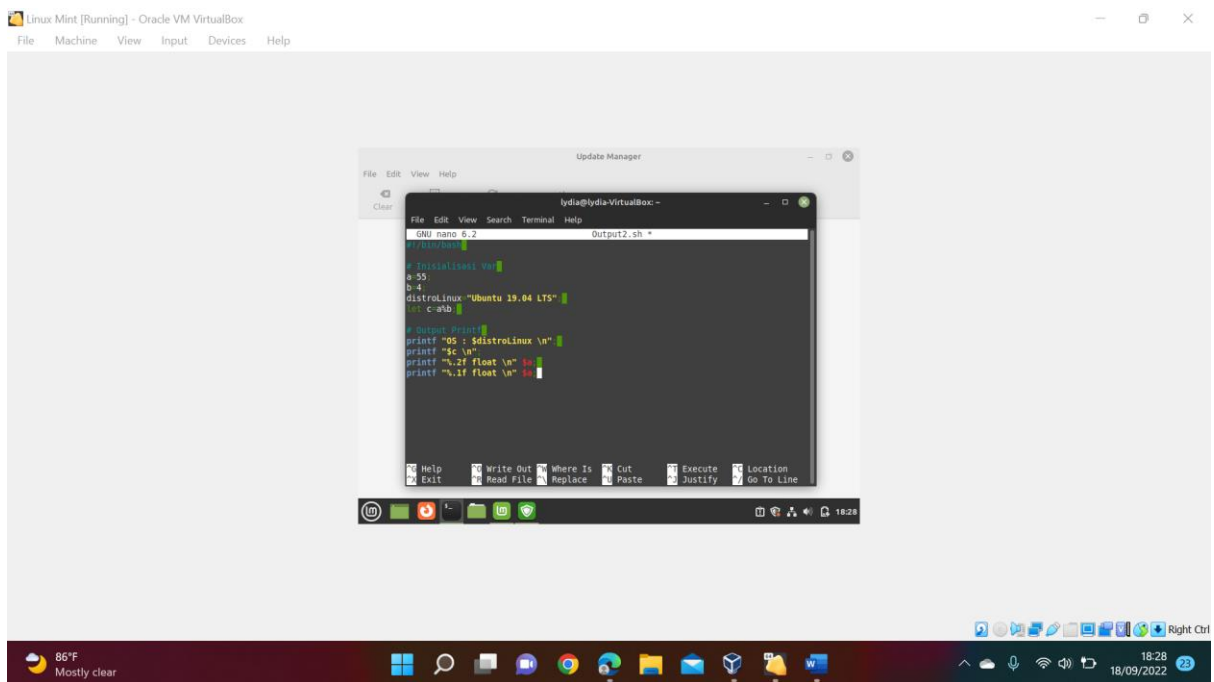 Linux Mint [Running] - Oracle VM VirtualBox
File Machine View Input Devices Help
Update Manager
File Edit View Help
Clear
lydia@lydia-VirtualBox: ~
File Edit View Search Terminal Help
GNU nano 6.2 Output2.sh *
#!/bin/bash
# Inisialisasi Var
a=55;
b=4;
distroLinux="Ubuntu 19.04 LTS";
let c=a%b;
# Output Printf
printf "OS : $distroLinux \n";
printf "$c \n";
printf "%.2f float \n"
printf "%.1f float \n"
^G Help ^O Write Out ^W Where Is ^K Cut ^T Execute ^C Location
^X Exit ^R Read File ^\ Replace ^U Paste ^J Justify ^/ Go To Line
18:28
Right Ctrl
86°F
Mostly clear
18:28
18/09/2022
23